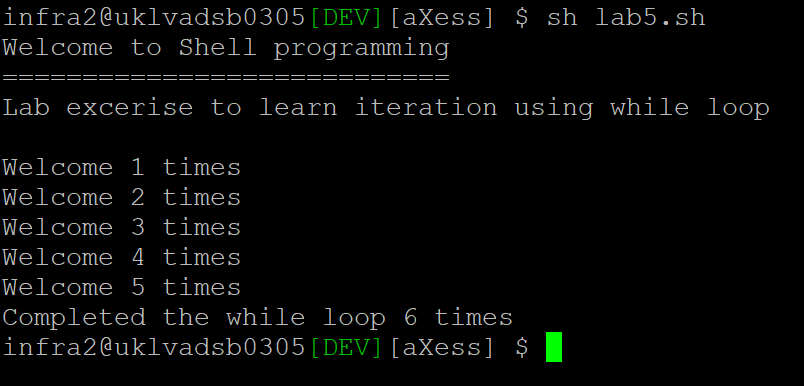 infra2@uklvadsb0305[DEV][aXess] $ sh lab5.sh
Welcome to Shell programming
============================
Lab excerise to learn iteration using while loop
Welcome 1 times
Welcome 2 times
Welcome 3 times
Welcome 4 times
Welcome 5 times
Completed the while loop 6 times
infra2@uklvadsb0305[DEV][aXess] $